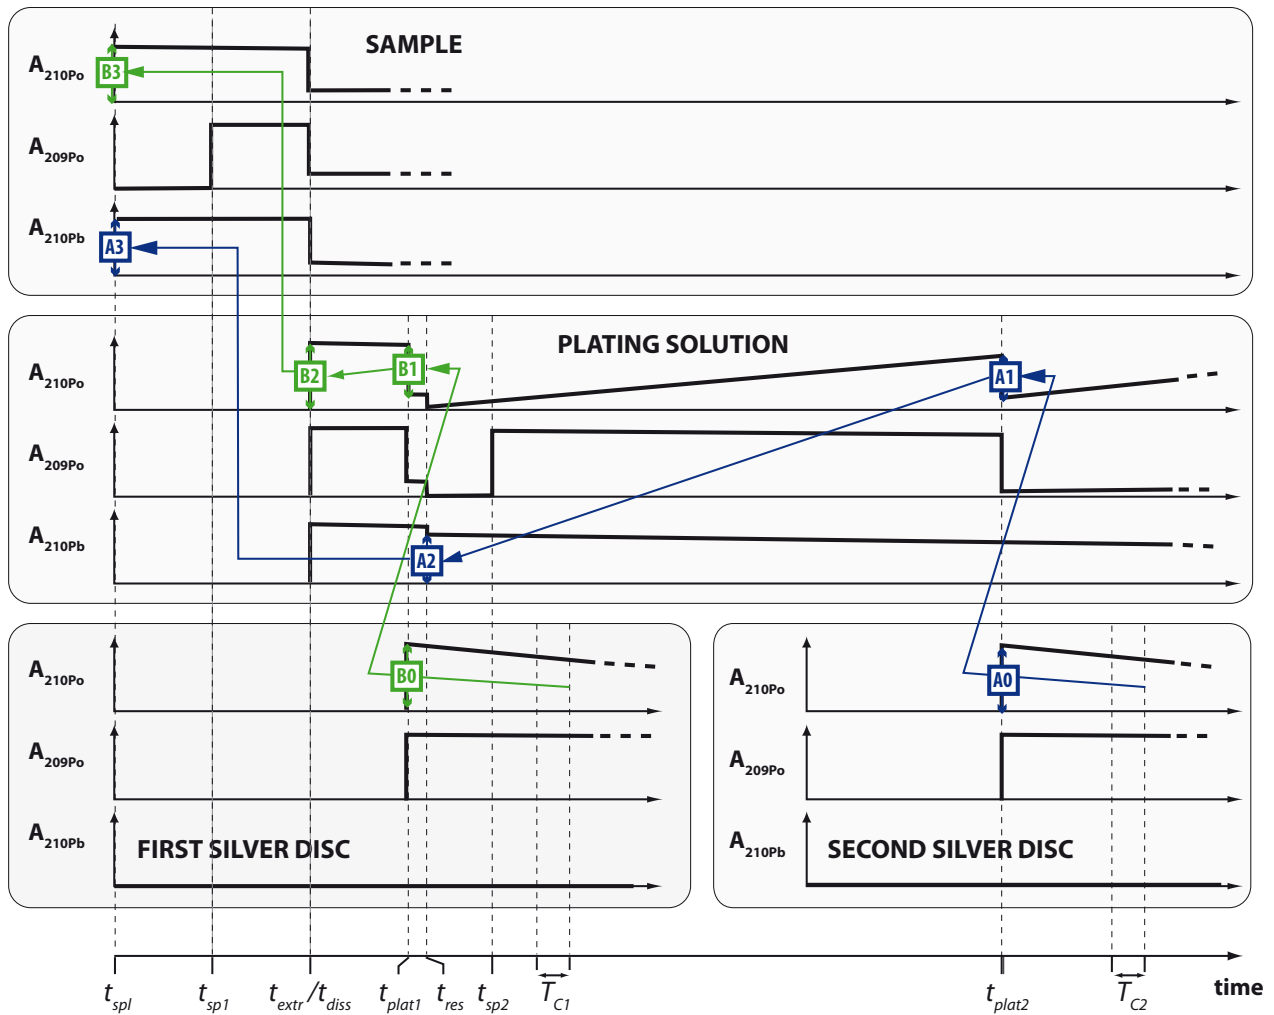 SAMPLE
A210Po
B3
A209Po
A210Pb
A3
PLATING SOLUTION
A210Po
B2
B1
A1
A209Po
A210Pb
A2
A210Po
B0
A209Po
A210Pb
FIRST SILVER DISC
A210Po
A0
A209Po
A210Pb
SECOND SILVER DISC
tspl tsp1 textr/tdiss tplat1 tres tsp2 TC1 tplat2 TC2 time